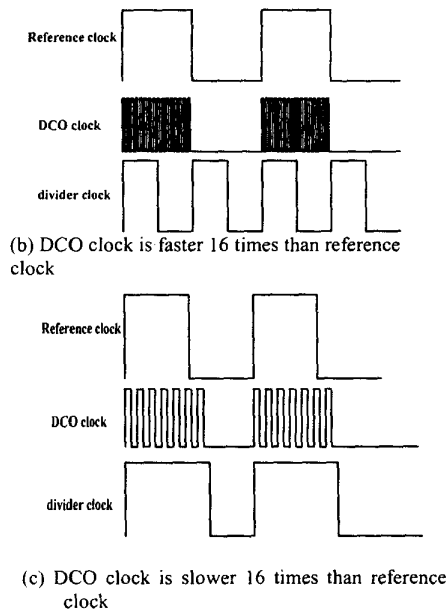 Reference clock
DCO clock
divider clock
(b) DCO clock is faster 16 times than reference
clock
Reference clock
DCO clock
divider clock
(c) DCO clock is slower 16 times than reference
clock